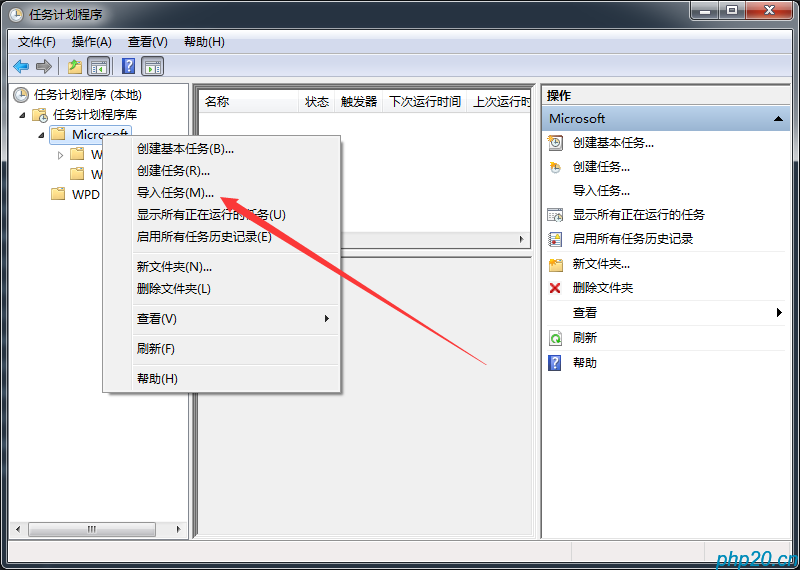 任务计划程序
文件(F) 操作(A) 查看(V) 帮助(H)
任务计划程序 (本地)
任务计划程序库
Microsoft
W
W
WPD
创建基本任务(B)...
创建任务(R)...
导入任务(M)...
显示所有正在运行的任务(U)
启用所有任务历史记录(E)
新文件夹(N)...
删除文件夹(L)
查看(V)
刷新(F)
帮助(H)
名称 状态 触发器 下次运行时间 上次运行时
操作
Microsoft
创建基本任务...
创建任务...
导入任务...
显示所有正在运行的任务
启用所有任务历史记录
新文件夹...
删除文件夹
查看
刷新
帮助
php20.cn